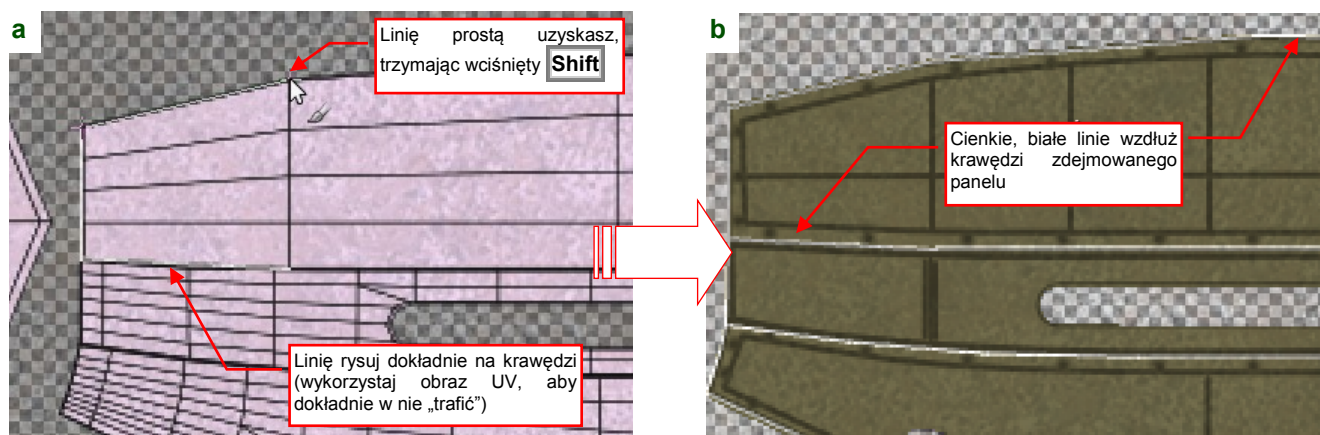 a
Linię prostą uzyskasz,
trzymając wciśnięty Shift
Linię rysuj dokładnie na krawędzi
(wykorzystaj obraz UV, aby
dokładnie w nie „trafić”)
b
Cienkie, białe linie wzdłuż
krawędzi zdejmowanego
panelu